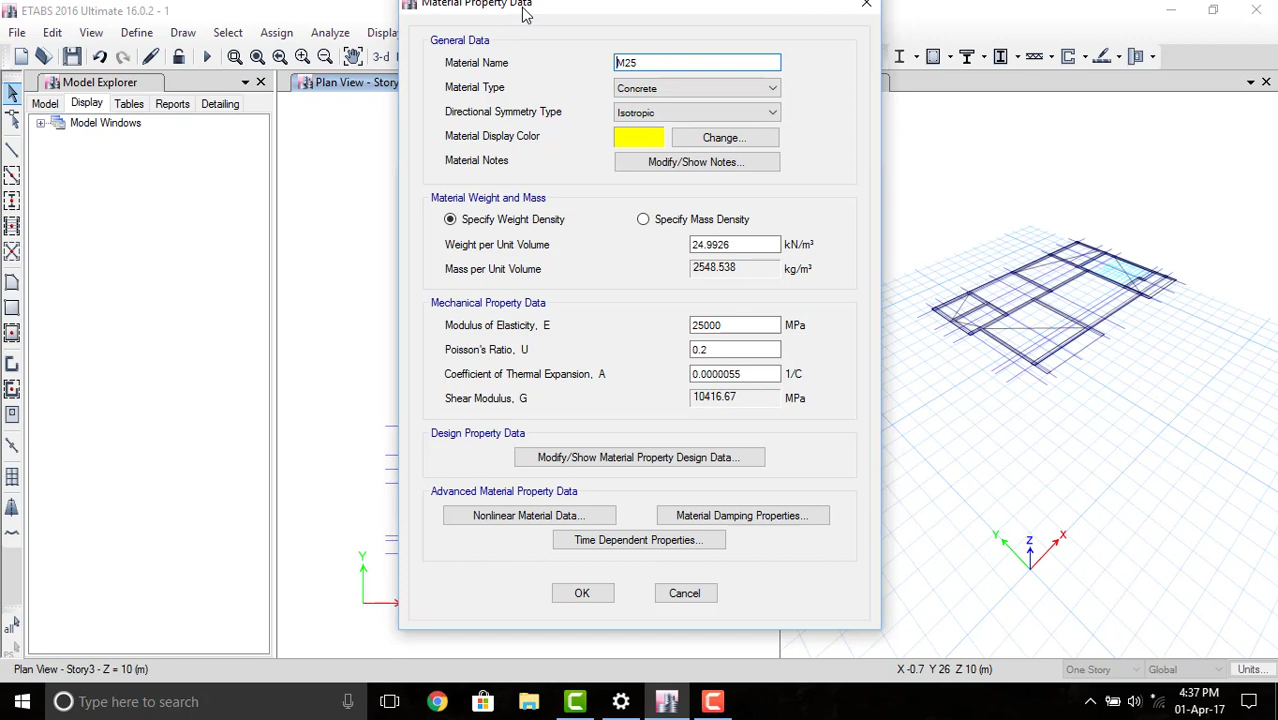 ETABS 2016 Ultimate 16.0.2 - 1
Material Property Data
File Edit View Define Draw Select Assign Analyze Display
3-d
Model Explorer
Plan View - Story
Model Display Tables Reports Detailing
Model Windows
General Data
Material Name M25
Material Type Concrete
Directional Symmetry Type Isotropic
Material Display Color Change...
Material Notes Modify/Show Notes...
Material Weight and Mass
Specify Weight Density Specify Mass Density
Weight per Unit Volume 24.9926 kN/m³
Mass per Unit Volume 2548.538 kg/m³
Mechanical Property Data
Modulus of Elasticity, E 25000 MPa
Poisson's Ratio, U 0.2
Coefficient of Thermal Expansion, A 0.0000055 1/C
Shear Modulus, G 10416.67 MPa
Design Property Data
Modify/Show Material Property Design Data...
Advanced Material Property Data
Nonlinear Material Data... Material Damping Properties...
Time Dependent Properties...
OK Cancel
Y
Y Z X
all
ps
Plan View - Story3 - Z = 10 (m) X -0.7 Y 26 Z 10 (m) One Story Global Units...
Type here to search
4:37 PM
01-Apr-17